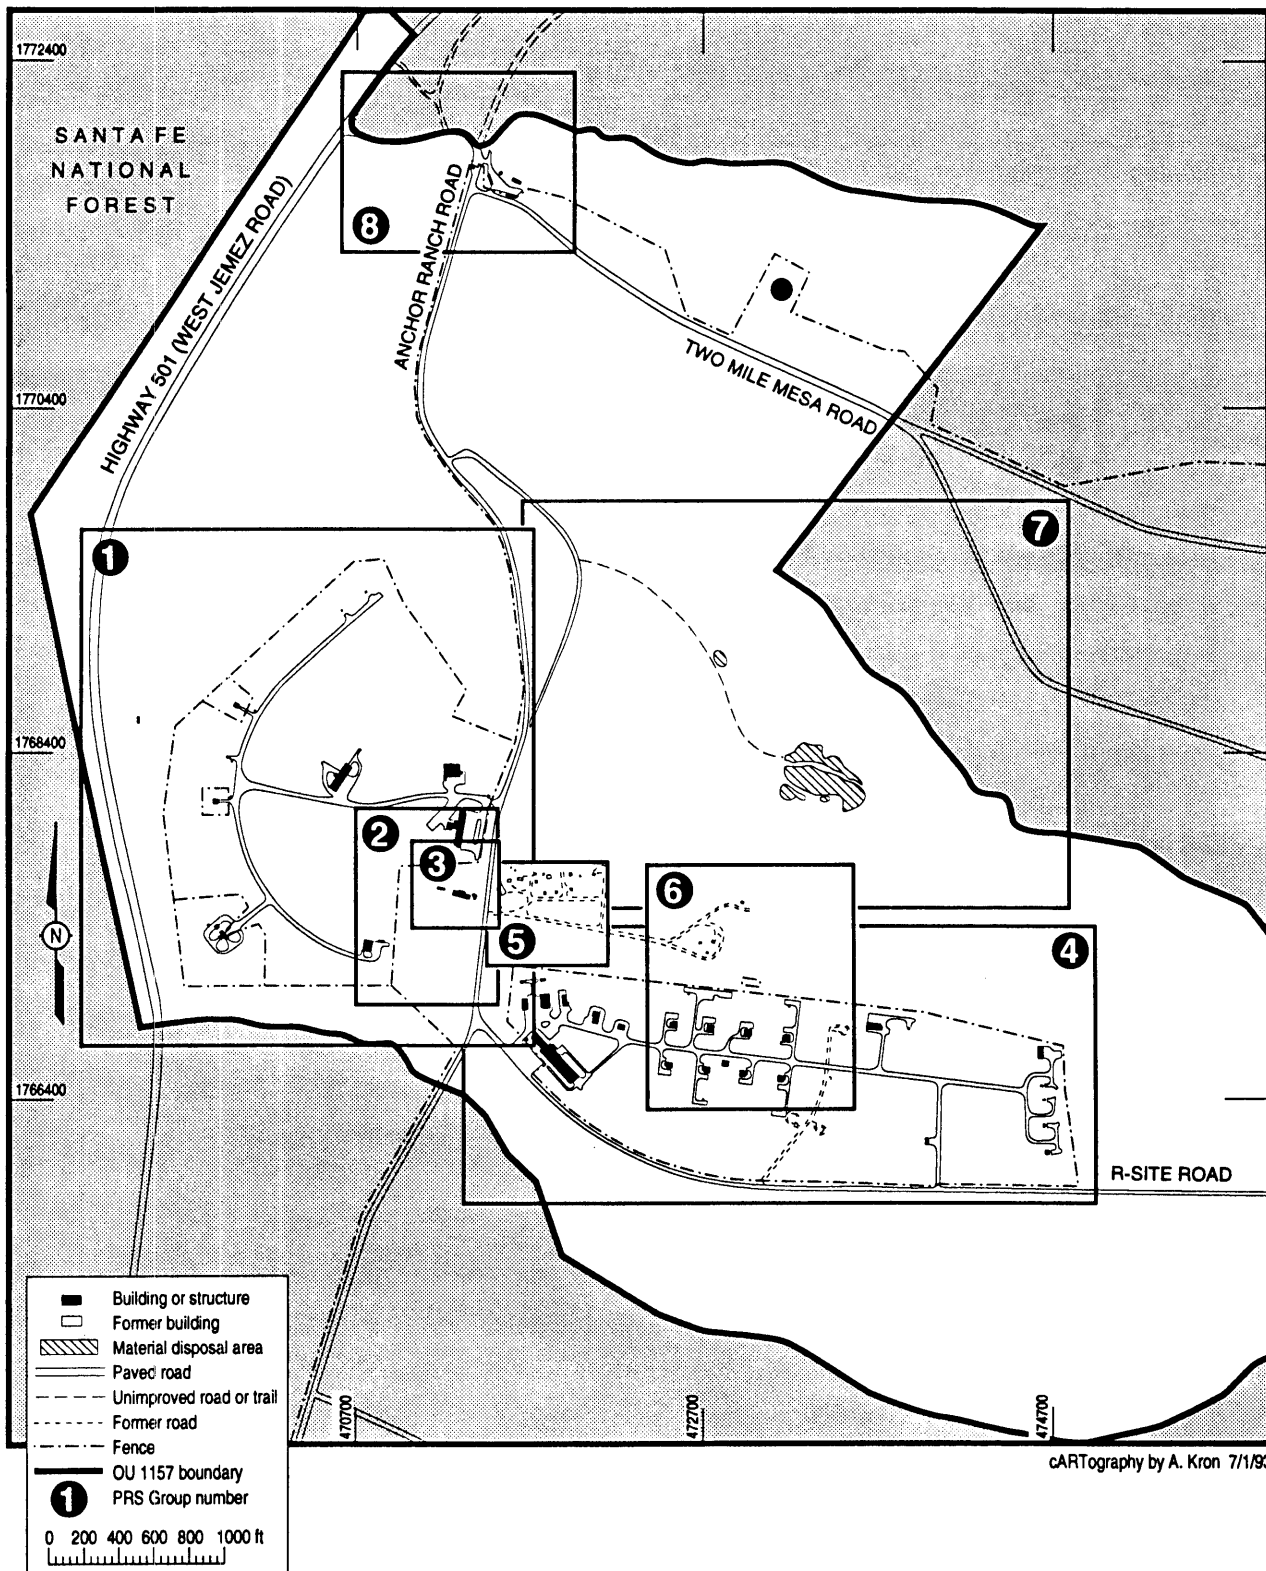 1772400
SANTA FE
NATIONAL
FOREST
HIGHWAY 501 (WEST JEMEZ ROAD)
ANCHOR RANCH ROAD
8
TWO MILE MESA ROAD
1770400
1
7
1768400
2
3
6
5
4
N
1766400
R-SITE ROAD
470700
472700
474700
Building or structure
Former building
Material disposal area
Paved road
Unimproved road or trail
Former road
Fence
OU 1157 boundary
1 PRS Group number
0 200 400 600 800 1000 ft
cARTography by A. Kron 7/1/93